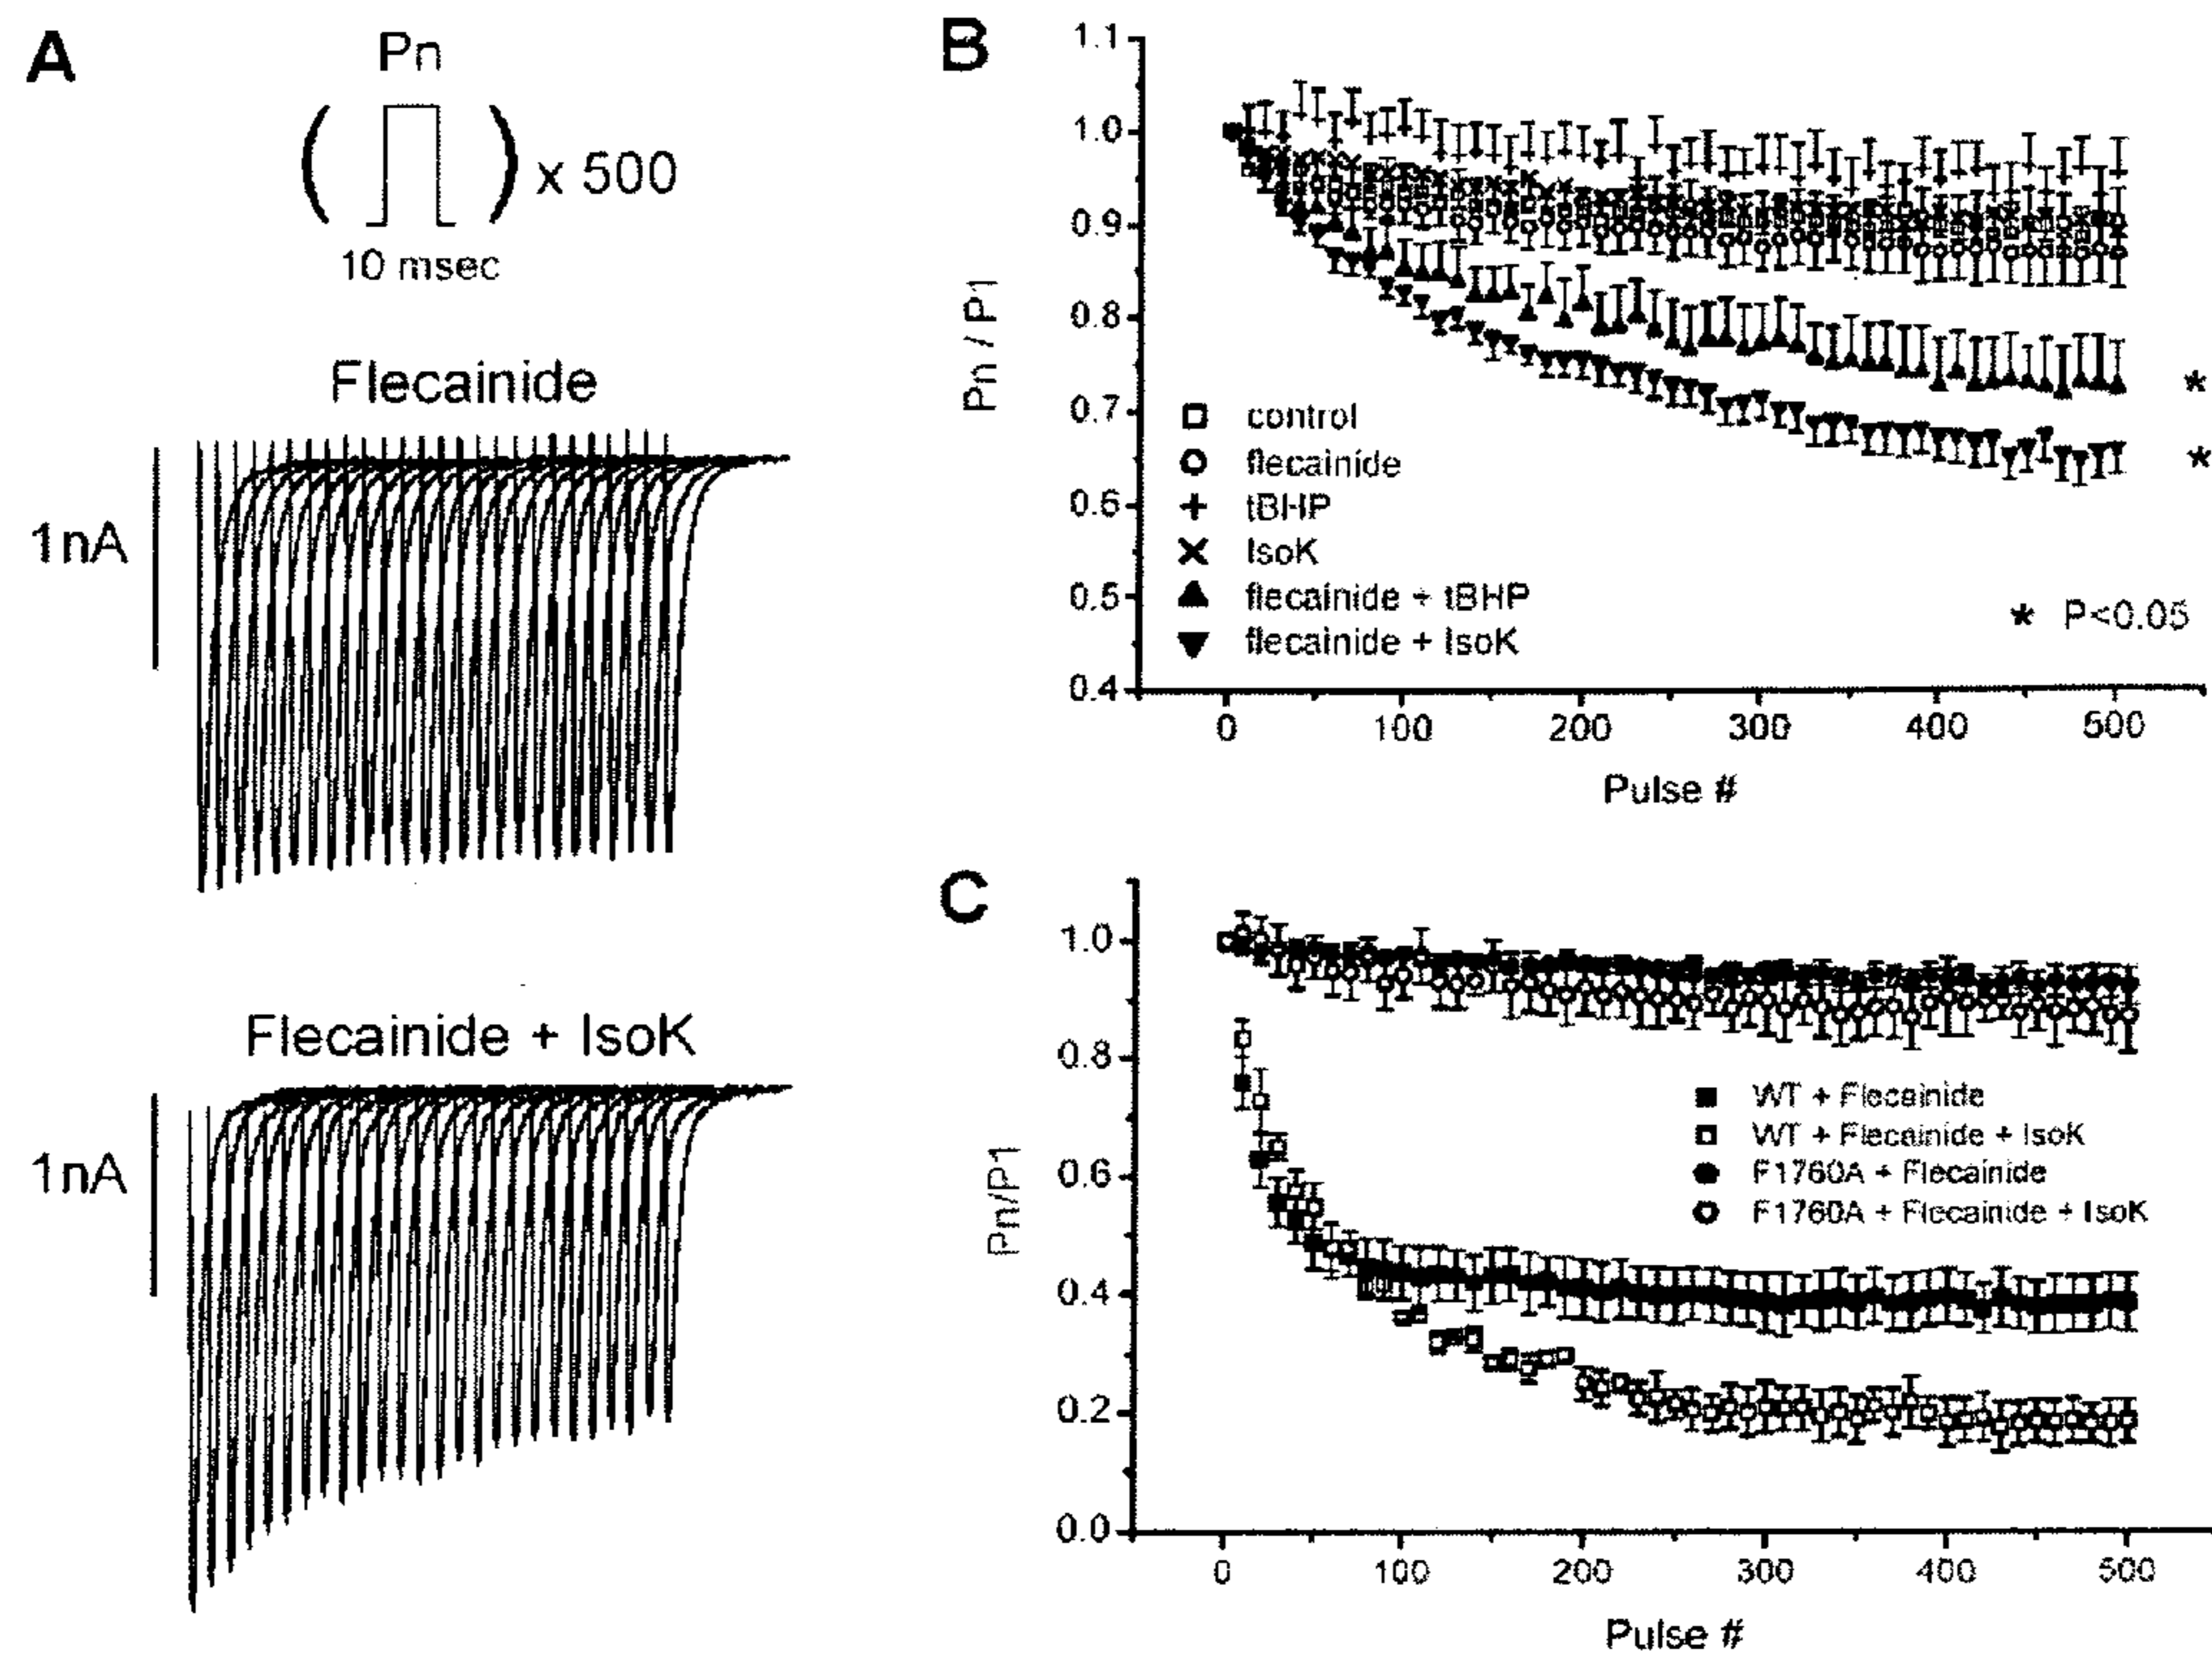 A
Pn
( ) x 500
10 msec
Flecainide
1nA
Flecainide + IsoK
1nA
B
1.1
1.0
0.9
0.8
0.7
0.6
0.5
0.4
Pn / P1
control
flecainide
tBHP
IsoK
flecainide + tBHP
flecainide + IsoK
*
*
* P<0.05
0 100 200 300 400 500
Pulse #
C
1.0
0.8
0.6
0.4
0.2
0.0
Pn/P1
WT + Flecainide
WT + Flecainide + IsoK
F1760A + Flecainide
F1760A + Flecainide + IsoK
0 100 200 300 400 500
Pulse #